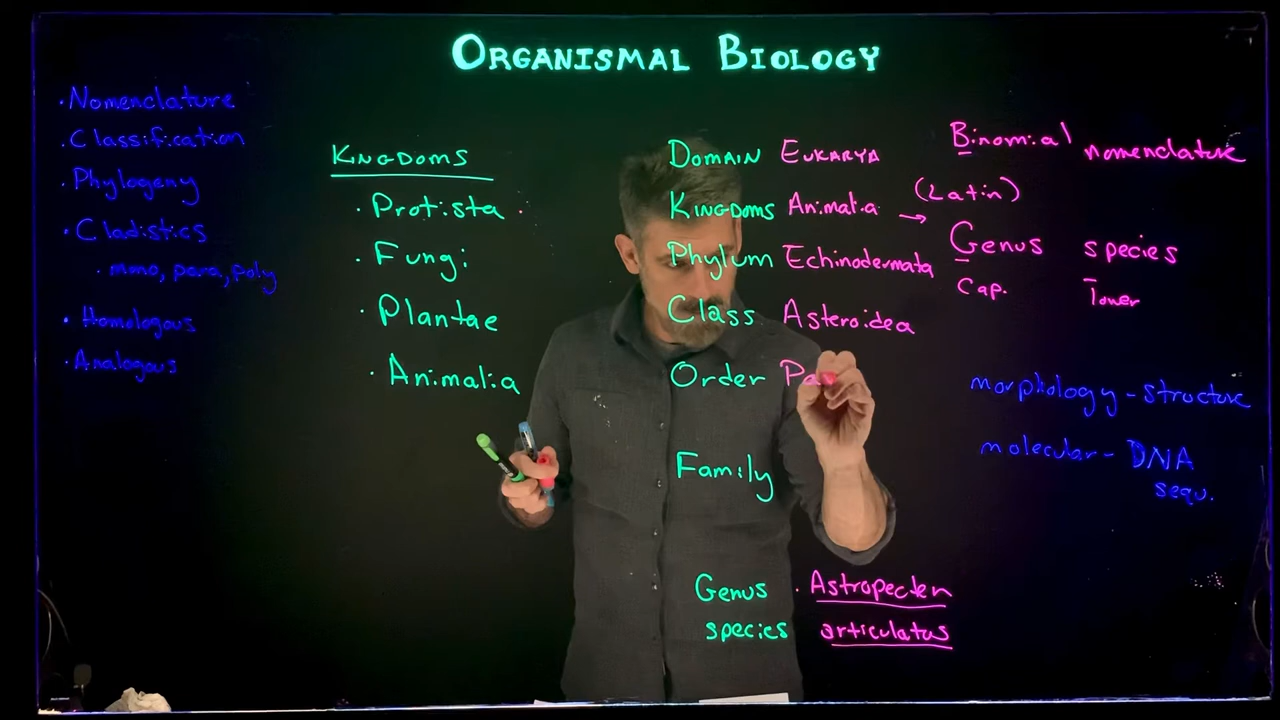 ORGANISMAL BIOLOGY
· Nomenclature
· Classification
· Phylogeny
· Cladistics
· mono, para, poly
· Homologous
· Analogous
KINGDOMS
· Protista ·
· Fungi
· Plantae
· Animalia
DOMAIN EUKARYA
KINGDOMS Animalia →
Phylum Echinodermata
Class Asteroidea
Order Pa
Family
Genus · Astropecten
species articulatus
Binomial nomenclature
(Latin)
Genus species
Cap. lower
morphology - structure
molecular - DNA
sequ.